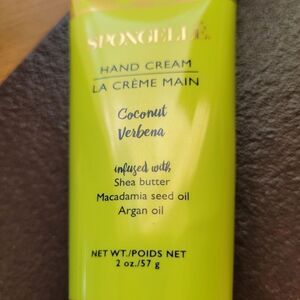 SPONGELLÉ.
HAND CREAM
LA CRÈME MAIN
Coconut
Verbena
infused with
Shea butter
Macadamia seed oil
Argan oil
NET WT./POIDS NET
2 oz./57 g